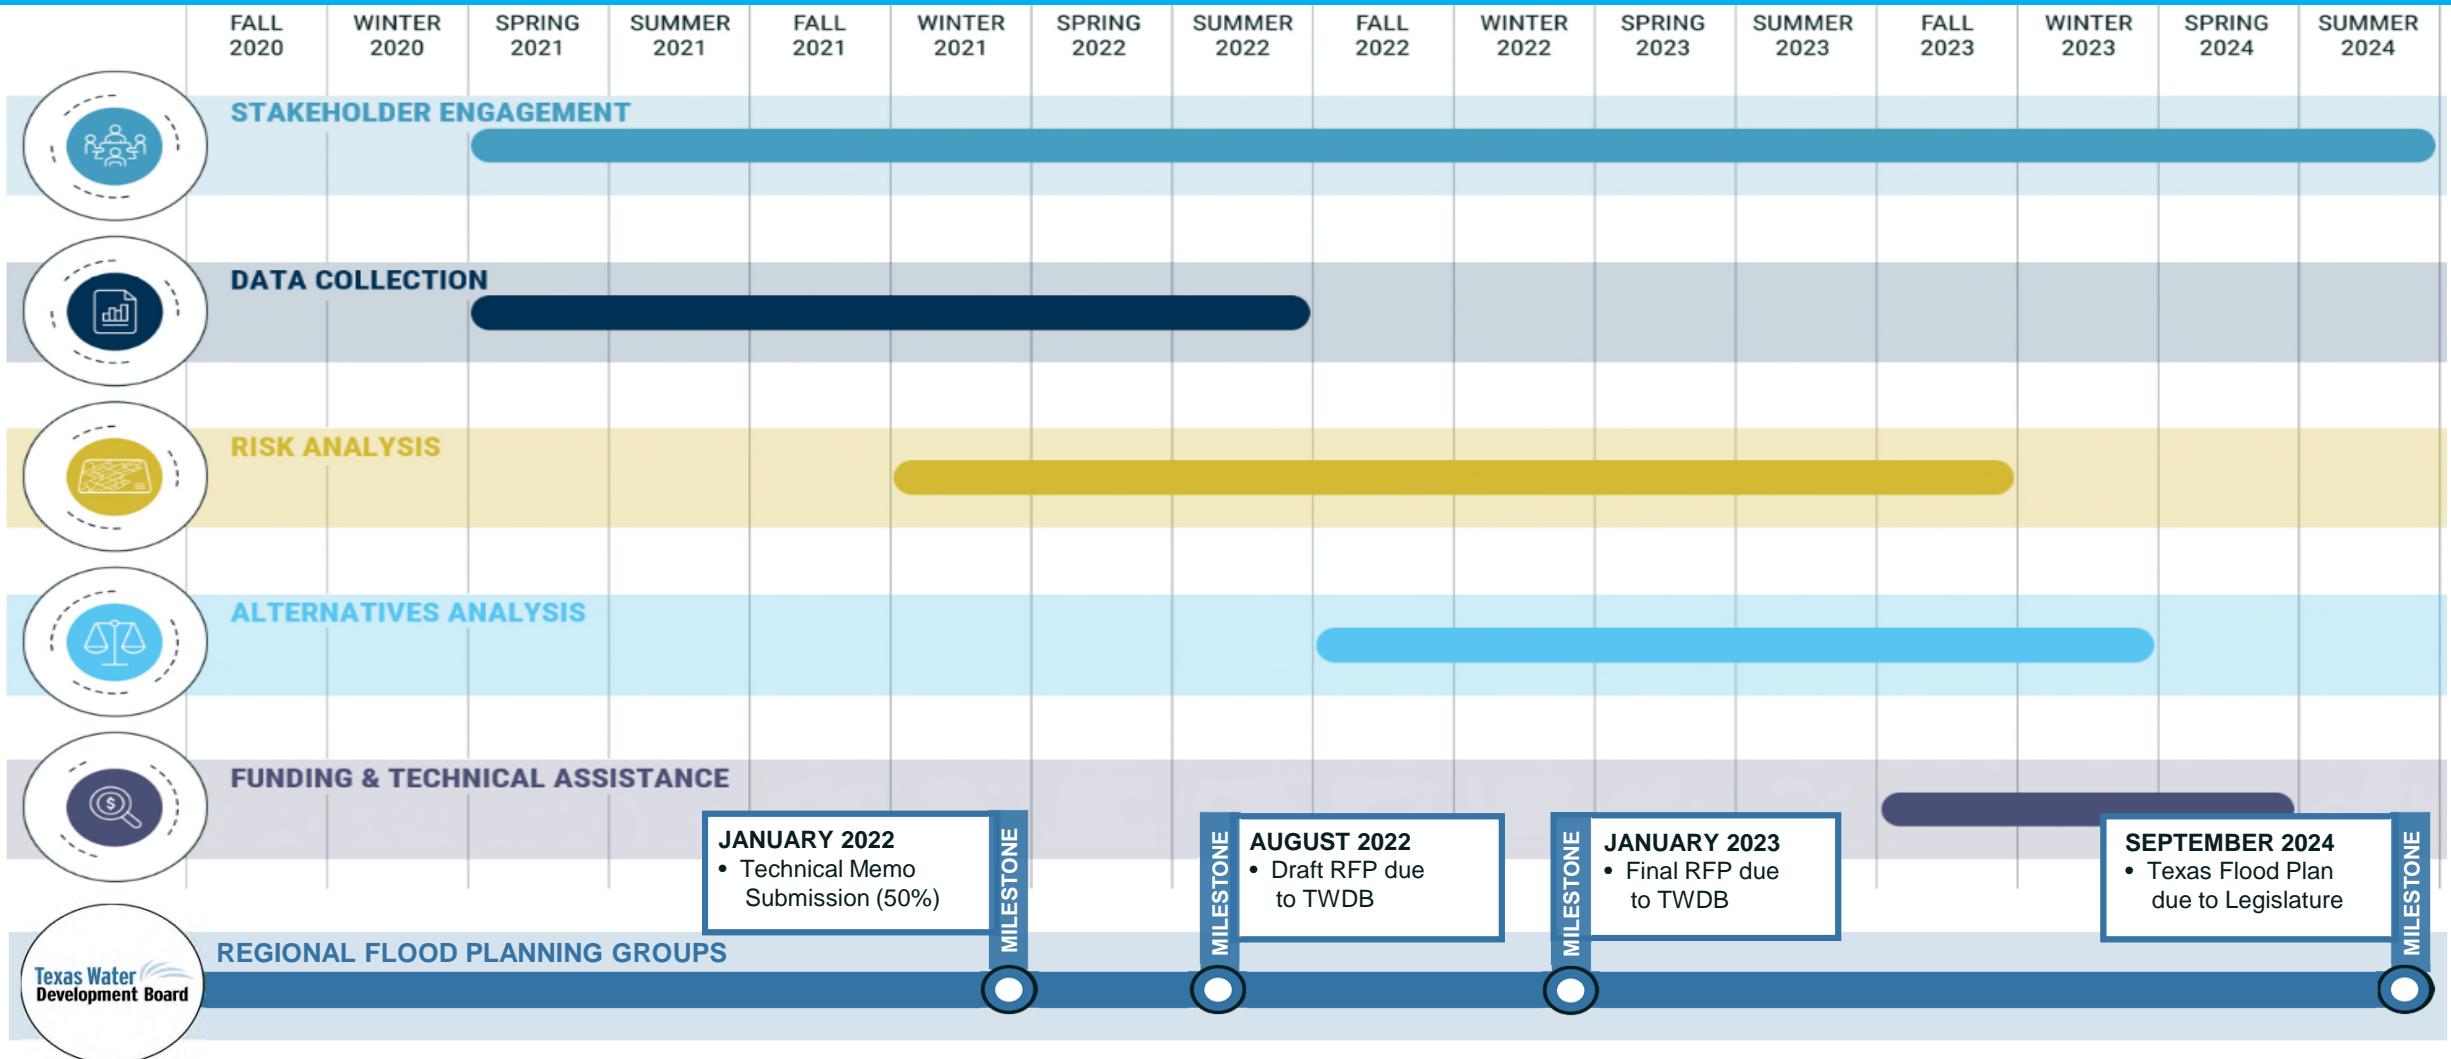 FALL WINTER SPRING SUMMER FALL WINTER SPRING SUMMER FALL WINTER SPRING SUMMER FALL WINTER SPRING SUMMER
2020 2020 2021 2021 2021 2021 2022 2022 2022 2022 2023 2023 2023 2023 2024 2024
STAKEHOLDER ENGAGEMENT
DATA COLLECTION
RISK ANALYSIS
ALTERNATIVES ANALYSIS
FUNDING & TECHNICAL ASSISTANCE
$
JANUARY 2022
• Technical Memo
Submission (50%)
MILESTONE
MILESTONE
AUGUST 2022
• Draft RFP due
to TWDB
MILESTONE
JANUARY 2023
• Final RFP due
to TWDB
SEPTEMBER 2024
• Texas Flood Plan
due to Legislature
MILESTONE
REGIONAL FLOOD PLANNING GROUPS
Texas Water
Development Board